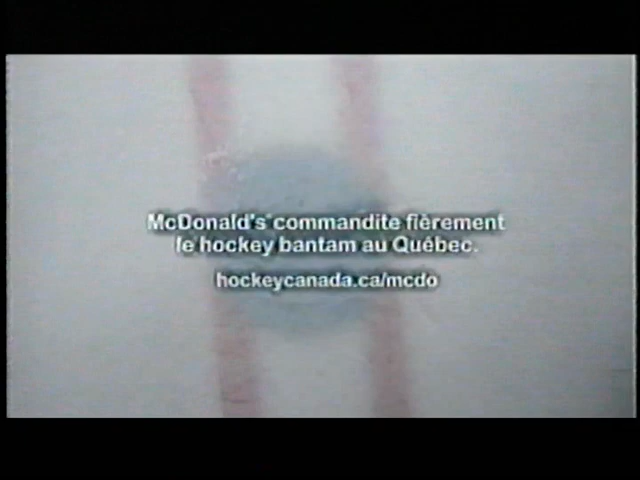 McDonald's commandite fièrement
le hockey bantam au Québec.
hockeycanada.ca/mcdo